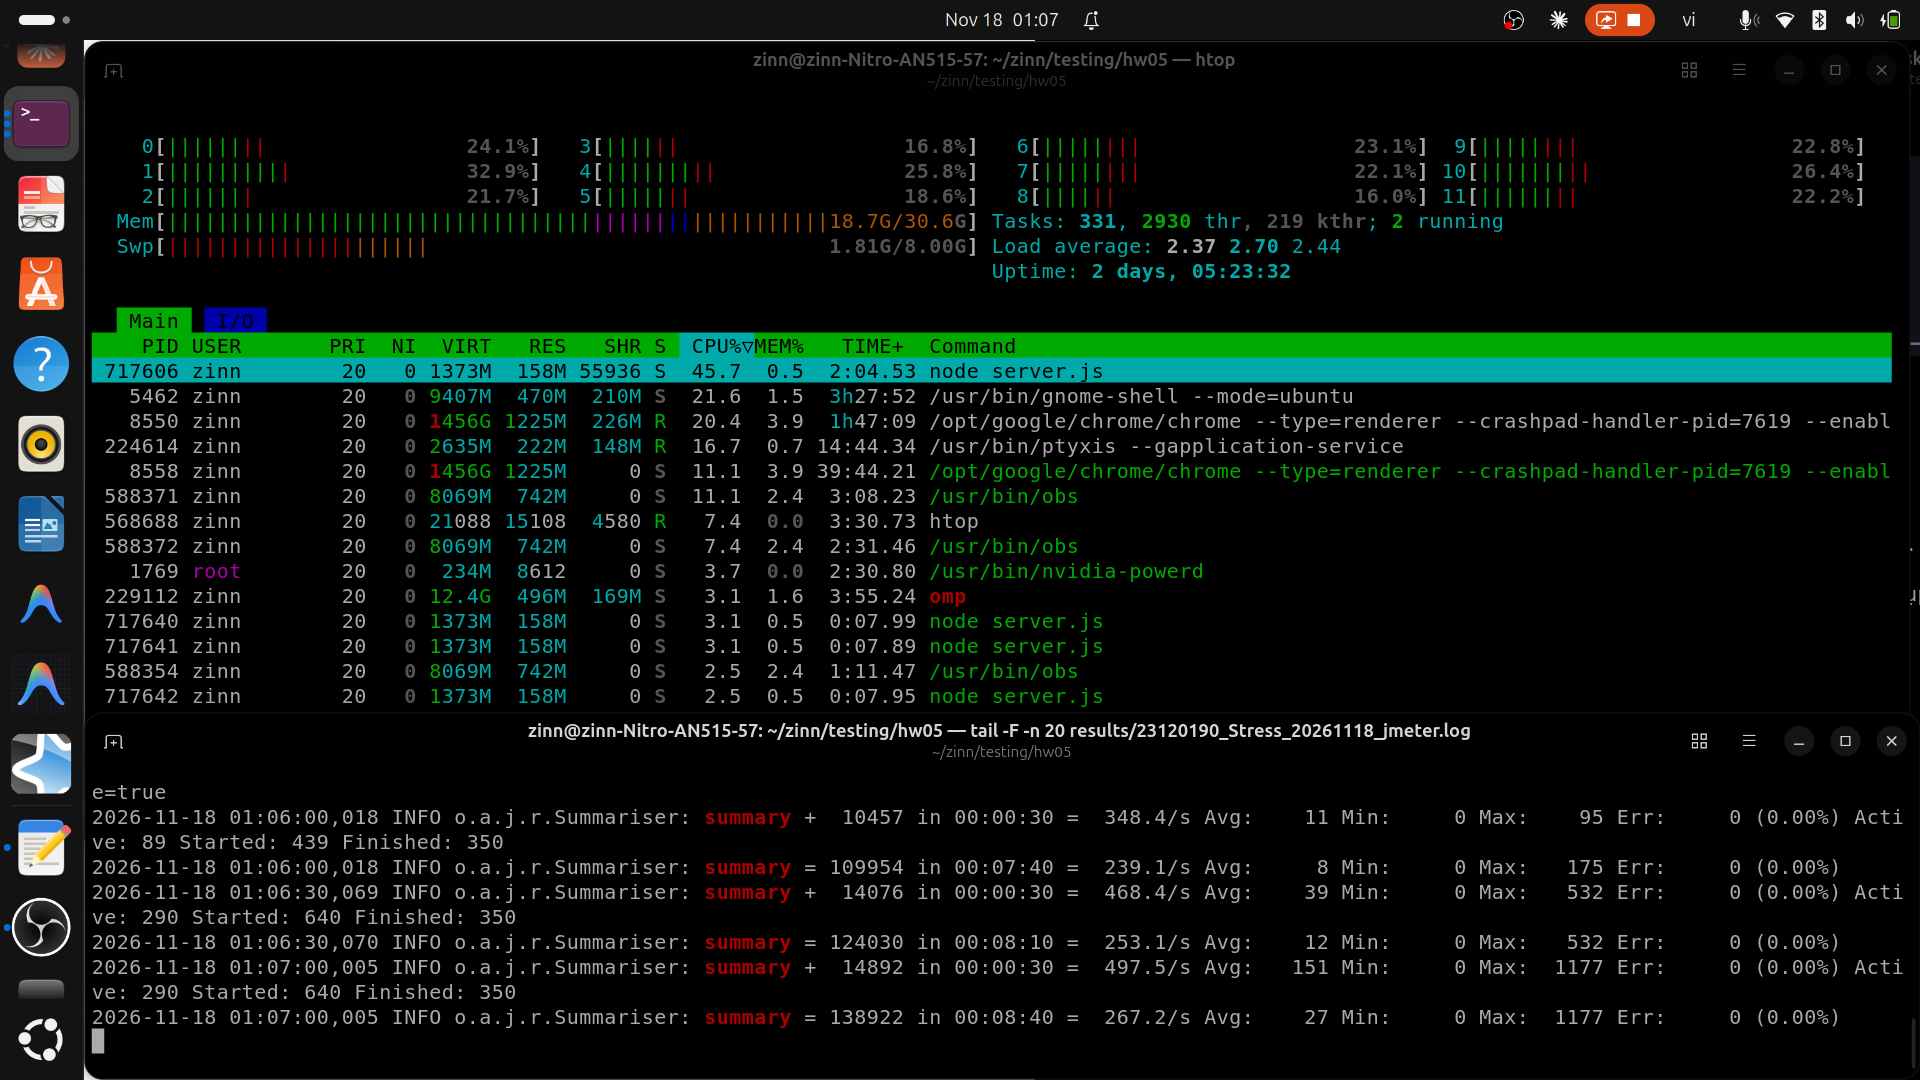 Nov 18 01:07
vi
zinn@zinn-Nitro-AN515-57: ~/zinn/testing/hw05 — htop
~/zinn/testing/hw05
0[|||||||| 24.1%] 3[|||||| 16.8%] 6[|||||||| 23.1%] 9[|||||||| 22.8%]
1[|||||||||| 32.9%] 4[||||||||| 25.8%] 7[|||||||| 22.1%] 10[||||||||| 26.4%]
2[||||||| 21.7%] 5[||||||| 18.6%] 8[|||||| 16.0%] 11[|||||||| 22.2%]
Mem[|||||||||||||||||||||||||||||||||||||||||||||||||||||18.7G/30.6G] Tasks: 331, 2930 thr, 219 kthr; 2 running
Swp[||||||||||||||||||||| 1.81G/8.00G] Load average: 2.37 2.70 2.44
Uptime: 2 days, 05:23:32
Main I/O
PID USER PRI NI VIRT RES SHR S CPU%▽MEM% TIME+ Command
717606 zinn 20 0 1373M 158M 55936 S 45.7 0.5 2:04.53 node server.js
5462 zinn 20 0 9407M 470M 210M S 21.6 1.5 3h27:52 /usr/bin/gnome-shell --mode=ubuntu
8550 zinn 20 0 1456G 1225M 226M R 20.4 3.9 1h47:09 /opt/google/chrome/chrome --type=renderer --crashpad-handler-pid=7619 --enabl
224614 zinn 20 0 2635M 222M 148M R 16.7 0.7 14:44.34 /usr/bin/ptyxis --gapplication-service
8558 zinn 20 0 1456G 1225M 0 S 11.1 3.9 39:44.21 /opt/google/chrome/chrome --type=renderer --crashpad-handler-pid=7619 --enabl
588371 zinn 20 0 8069M 742M 0 S 11.1 2.4 3:08.23 /usr/bin/obs
568688 zinn 20 0 21088 15108 4580 R 7.4 0.0 3:30.73 htop
588372 zinn 20 0 8069M 742M 0 S 7.4 2.4 2:31.46 /usr/bin/obs
1769 root 20 0 234M 8612 0 S 3.7 0.0 2:30.80 /usr/bin/nvidia-powerd
229112 zinn 20 0 12.4G 496M 169M S 3.1 1.6 3:55.24 omp
717640 zinn 20 0 1373M 158M 0 S 3.1 0.5 0:07.99 node server.js
717641 zinn 20 0 1373M 158M 0 S 3.1 0.5 0:07.89 node server.js
588354 zinn 20 0 8069M 742M 0 S 2.5 2.4 1:11.47 /usr/bin/obs
717642 zinn 20 0 1373M 158M 0 S 2.5 0.5 0:07.95 node server.js
zinn@zinn-Nitro-AN515-57: ~/zinn/testing/hw05 — tail -F -n 20 results/23120190_Stress_20261118_jmeter.log
~/zinn/testing/hw05
e=true
2026-11-18 01:06:00,018 INFO o.a.j.r.Summariser: summary + 10457 in 00:00:30 = 348.4/s Avg: 11 Min: 0 Max: 95 Err: 0 (0.00%) Acti
ve: 89 Started: 439 Finished: 350
2026-11-18 01:06:00,018 INFO o.a.j.r.Summariser: summary = 109954 in 00:07:40 = 239.1/s Avg: 8 Min: 0 Max: 175 Err: 0 (0.00%)
2026-11-18 01:06:30,069 INFO o.a.j.r.Summariser: summary + 14076 in 00:00:30 = 468.4/s Avg: 39 Min: 0 Max: 532 Err: 0 (0.00%) Acti
ve: 290 Started: 640 Finished: 350
2026-11-18 01:06:30,070 INFO o.a.j.r.Summariser: summary = 124030 in 00:08:10 = 253.1/s Avg: 12 Min: 0 Max: 532 Err: 0 (0.00%)
2026-11-18 01:07:00,005 INFO o.a.j.r.Summariser: summary + 14892 in 00:00:30 = 497.5/s Avg: 151 Min: 0 Max: 1177 Err: 0 (0.00%) Acti
ve: 290 Started: 640 Finished: 350
2026-11-18 01:07:00,005 INFO o.a.j.r.Summariser: summary = 138922 in 00:08:40 = 267.2/s Avg: 27 Min: 0 Max: 1177 Err: 0 (0.00%)